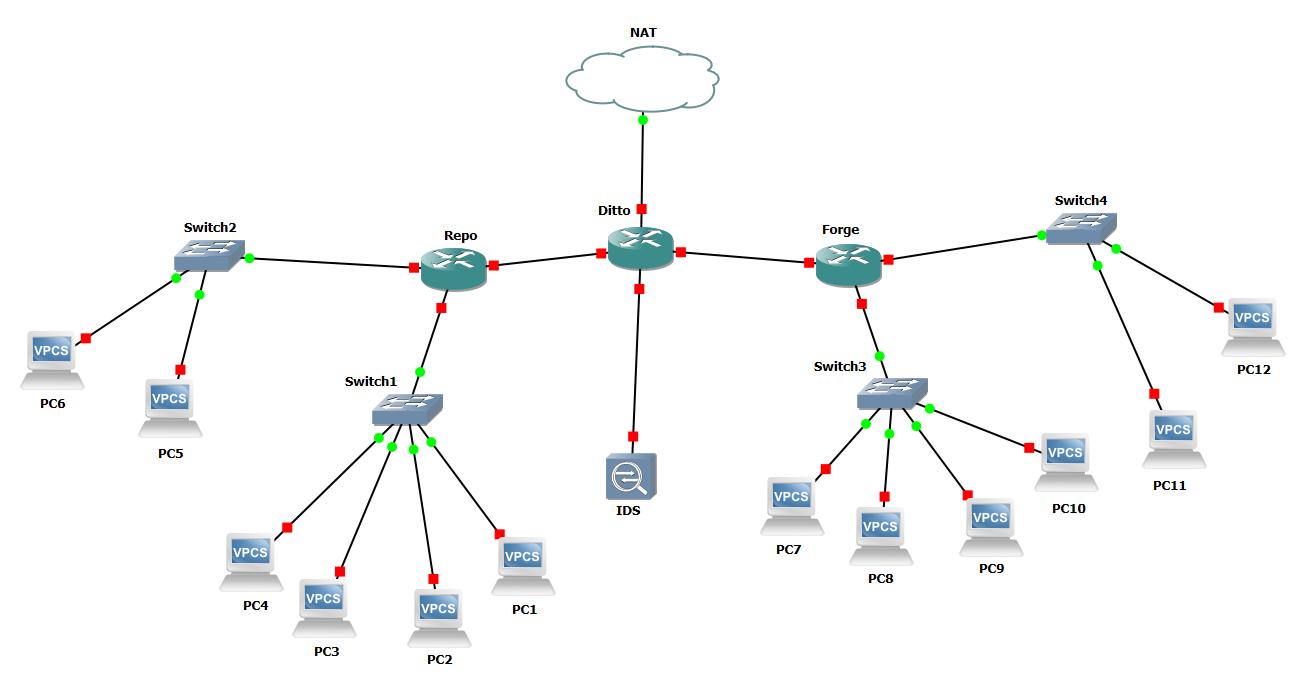 NAT
Ditto
Switch4
Switch2
Repo
Forge
VPCS
PC12
VPCS
PC6
VPCS
PC5
Switch1
Switch3
VPCS
PC11
VPCS
PC10
IDS
VPCS
PC7
VPCS
PC8
VPCS
PC9
VPCS
PC4
VPCS
PC3
VPCS
PC2
VPCS
PC1